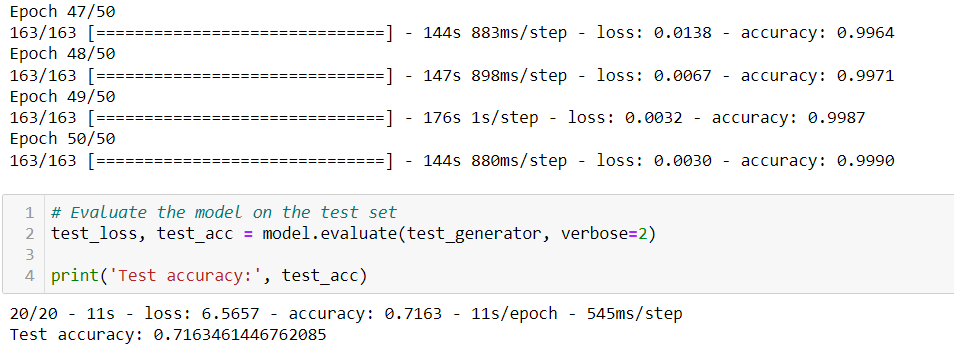 Epoch 47/50
163/163 [==============================] - 144s 883ms/step - loss: 0.0138 - accuracy: 0.9964
Epoch 48/50
163/163 [==============================] - 147s 898ms/step - loss: 0.0067 - accuracy: 0.9971
Epoch 49/50
163/163 [==============================] - 176s 1s/step - loss: 0.0032 - accuracy: 0.9987
Epoch 50/50
163/163 [==============================] - 144s 880ms/step - loss: 0.0030 - accuracy: 0.9990
1 # Evaluate the model on the test set
2 test_loss, test_acc = model.evaluate(test_generator, verbose=2)
3
4 print('Test accuracy:', test_acc)
20/20 - 11s - loss: 6.5657 - accuracy: 0.7163 - 11s/epoch - 545ms/step
Test accuracy: 0.7163461446762085